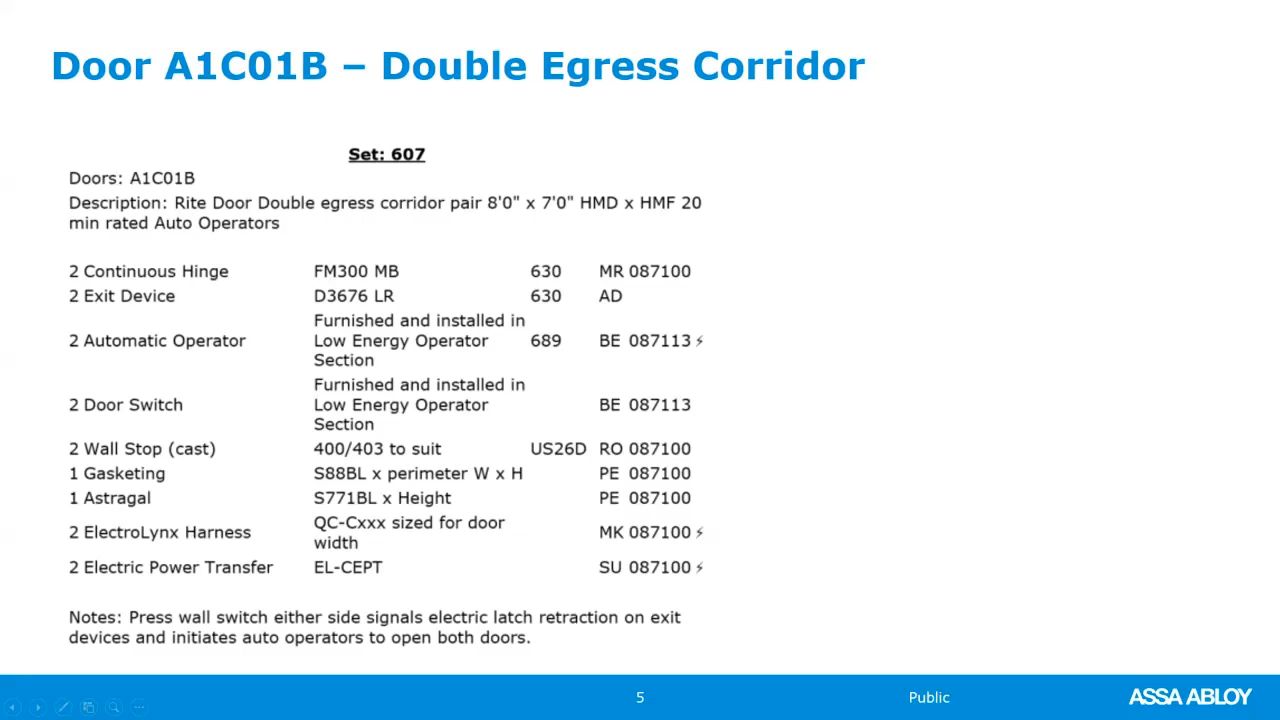 Door A1C01B – Double Egress Corridor
Set: 607
Doors: A1C01B
Description: Rite Door Double egress corridor pair 8'0" x 7'0" HMD x HMF 20
min rated Auto Operators
2 Continuous Hinge FM300 MB 630 MR 087100
2 Exit Device D3676 LR 630 AD
Furnished and installed in
2 Automatic Operator Low Energy Operator 689 BE 087113 ⚡
Section
Furnished and installed in
2 Door Switch Low Energy Operator BE 087113
Section
2 Wall Stop (cast) 400/403 to suit US26D RO 087100
1 Gasketing S88BL x perimeter W x H PE 087100
1 Astragal S771BL x Height PE 087100
QC-Cxxx sized for door
2 ElectroLynx Harness MK 087100 ⚡
width
2 Electric Power Transfer EL-CEPT SU 087100 ⚡
Notes: Press wall switch either side signals electric latch retraction on exit
devices and initiates auto operators to open both doors.
5 Public ASSA ABLOY